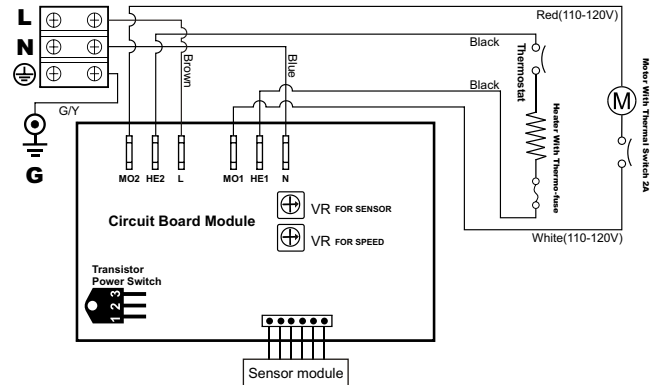 L
N
G/Y
G
Brown
Blue
Red(110-120V)
Black
Black
Thermostat
Heater With Thermo-fuse
M
Motor With Thermal Switch 2A
White(110-120V)
MO2 HE2 L MO1 HE1 N
Circuit Board Module
VR FOR SENSOR
VR FOR SPEED
Transistor
Power Switch
1 2 3
Sensor module